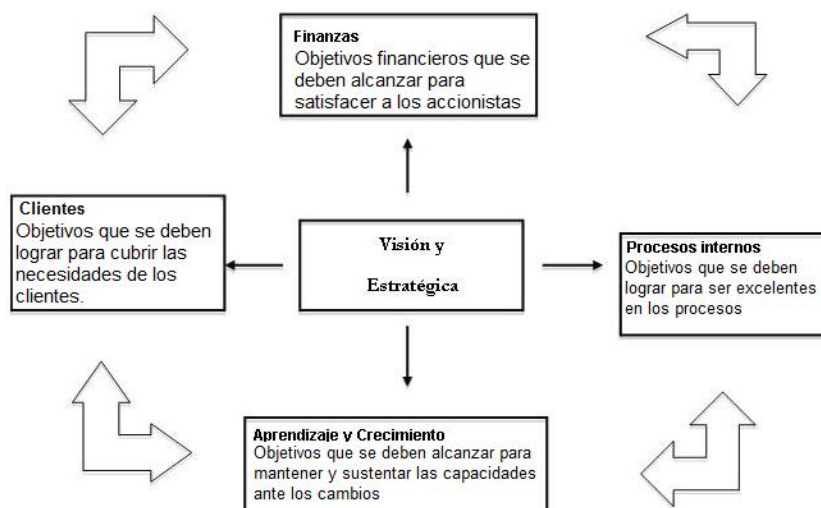 Finanzas
Objetivos financieros que se
deben alcanzar para
satisfacer a los accionistas
Clientes
Objetivos que se deben
lograr para cubrir las
necesidades de los
clientes.
Visión y
Estratégica
Procesos internos
Objetivos que se deben
lograr para ser excelentes
en los procesos
Aprendizaje y Crecimiento
Objetivos que se deben alcanzar para
mantener y sustentar las capacidades
ante los cambios